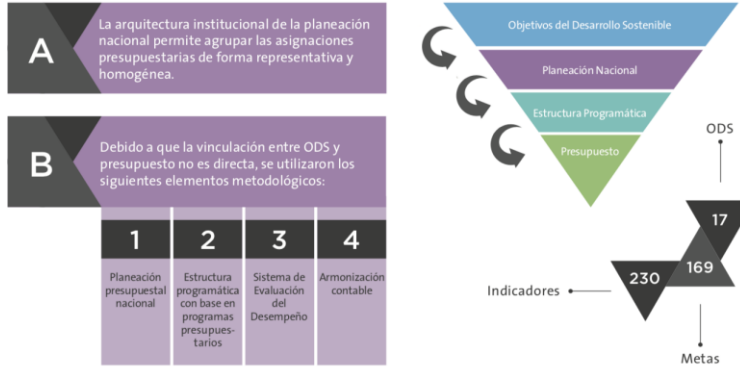 A
La arquitectura institucional de la planeación
nacional permite agrupar las asignaciones
presupuestarias de forma representativa y
homogénea.
B
Debido a que la vinculación entre ODS y
presupuesto no es directa, se utilizaron los
siguientes elementos metodológicos:
1
Planeación
presupuestal
nacional
2
Estructura
programática
con base en
programas
presupues-
tarios
3
Sistema de
Evaluación
del
Desempeño
4
Armonización
contable
Objetivos del Desarrollo Sostenible
Planeación Nacional
Estructura Programática
Presupuesto
ODS
17
169
230
Indicadores
Metas